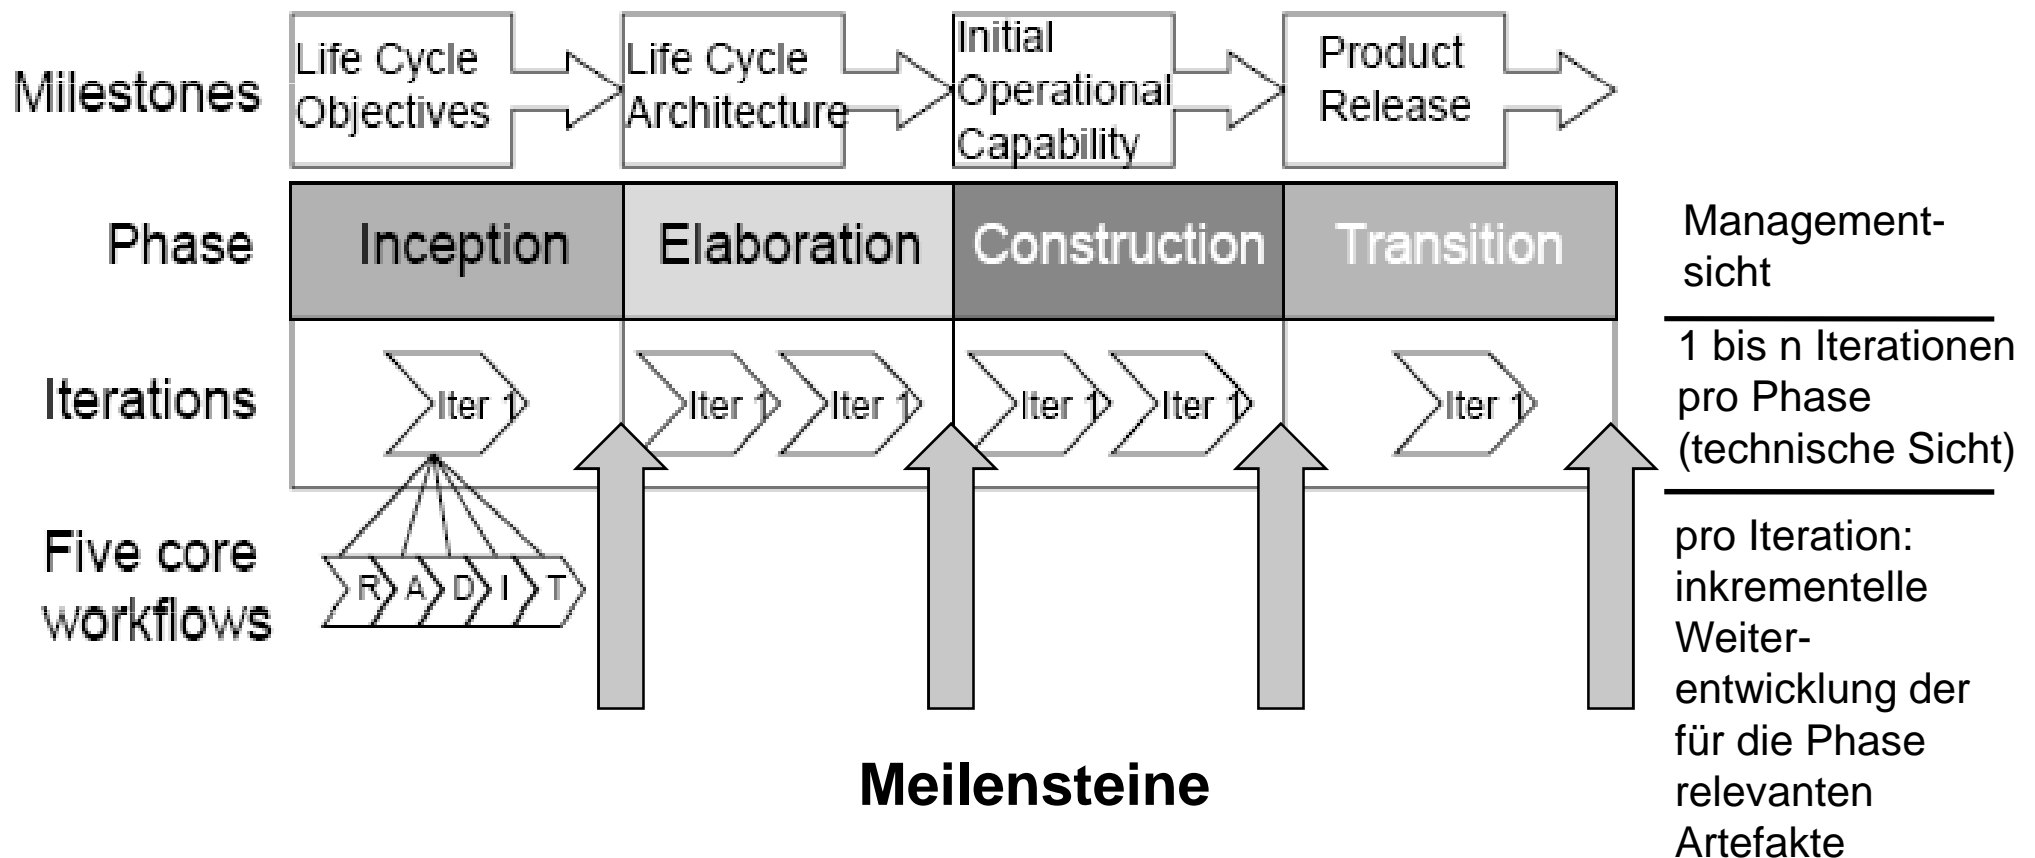 Milestones
Life Cycle
Objectives
Life Cycle
Architecture
Initial
Operational
Capability
Product
Release
Phase
Inception
Elaboration
Construction
Transition
Management-
sicht
Iterations
Iter 1
Iter 1
Iter 1
Iter 1
Iter 1
Iter 1
1 bis n Iterationen
pro Phase
(technische Sicht)
Five core
workflows
R A D I T
pro Iteration:
inkrementelle
Weiter-
entwicklung der
für die Phase
relevanten
Artefakte
Meilensteine